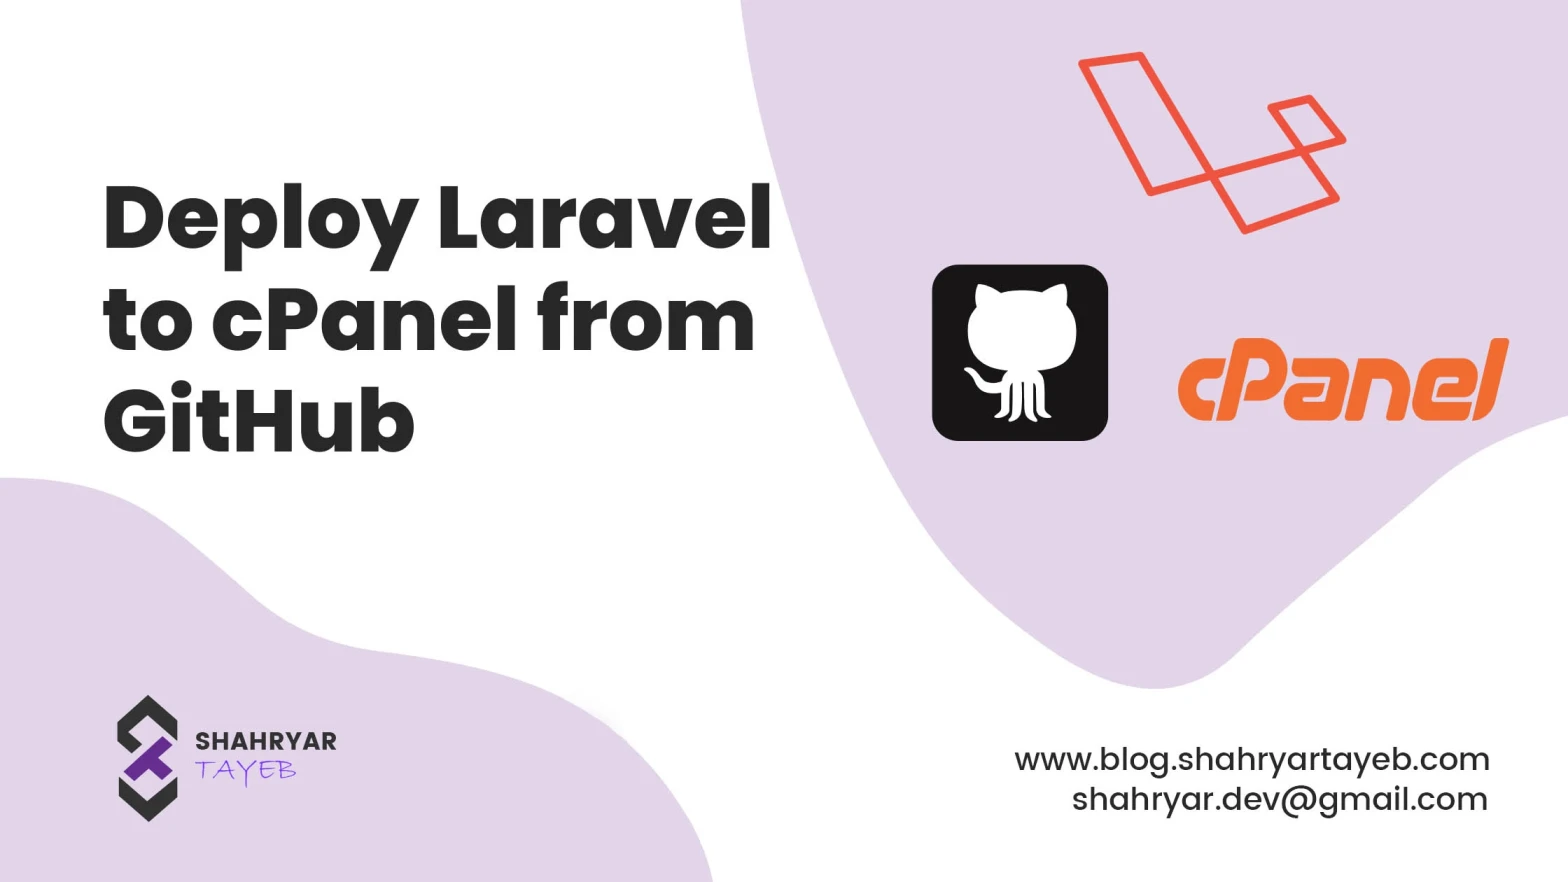 Deploy Laravel
to cPanel from
GitHub
cPanel
SHAHRYAR
TAYEB
www.blog.shahryartayeb.com
shahryar.dev@gmail.com